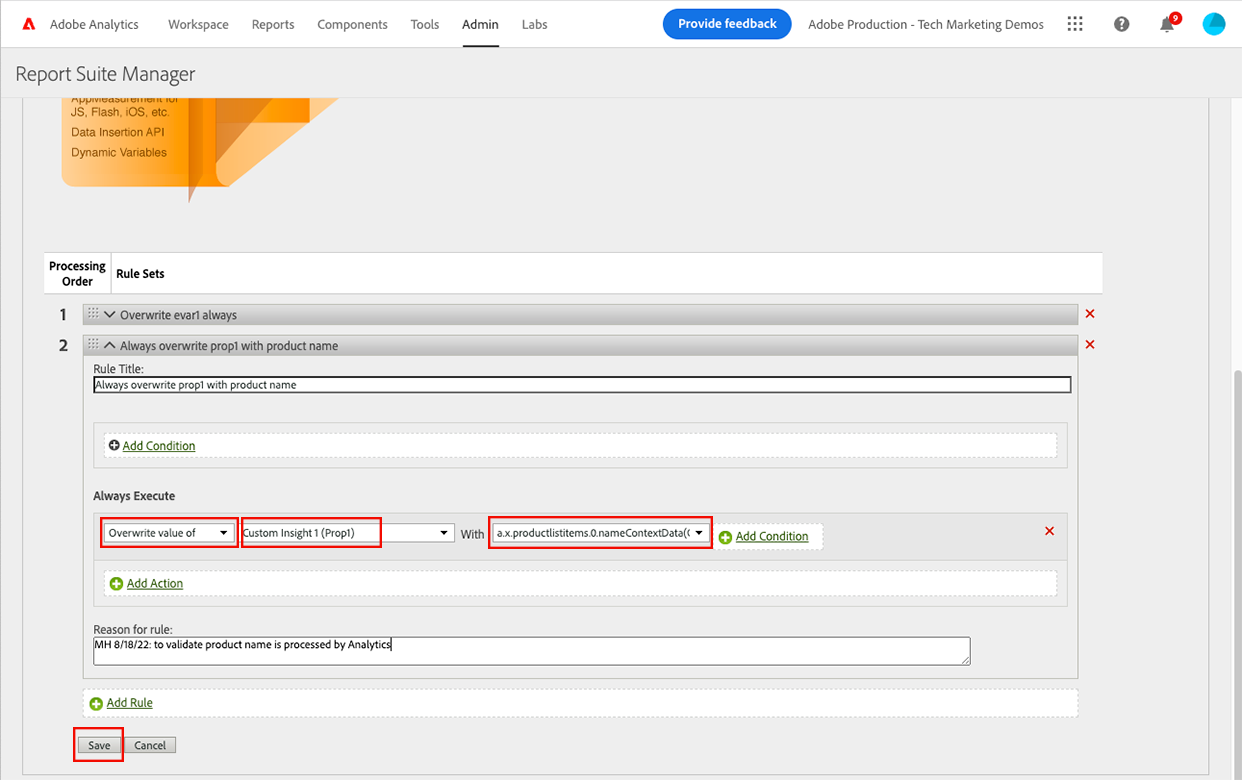 Adobe Analytics Workspace Reports Components Tools Admin Labs Provide feedback Adobe Production - Tech Marketing Demos ? 9
Report Suite Manager
AppMeasurement for
JS, Flash, iOS, etc.
Data Insertion API
Dynamic Variables
Processing
Order
Rule Sets
1 Overwrite evar1 always
2 Always overwrite prop1 with product name
Rule Title:
Always overwrite prop1 with product name
Add Condition
Always Execute
Overwrite value of Custom Insight 1 (Prop1) With a.x.productlistitems.0.nameContextData( Add Condition
Add Action
Reason for rule:
MH 8/18/22: to validate product name is processed by Analytics
Add Rule
Save Cancel